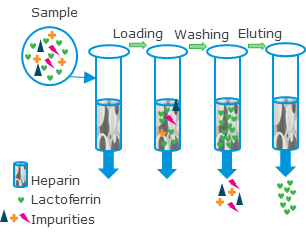 Sample
Loading
Washing
Eluting
Heparin
Lactoferrin
Impurities